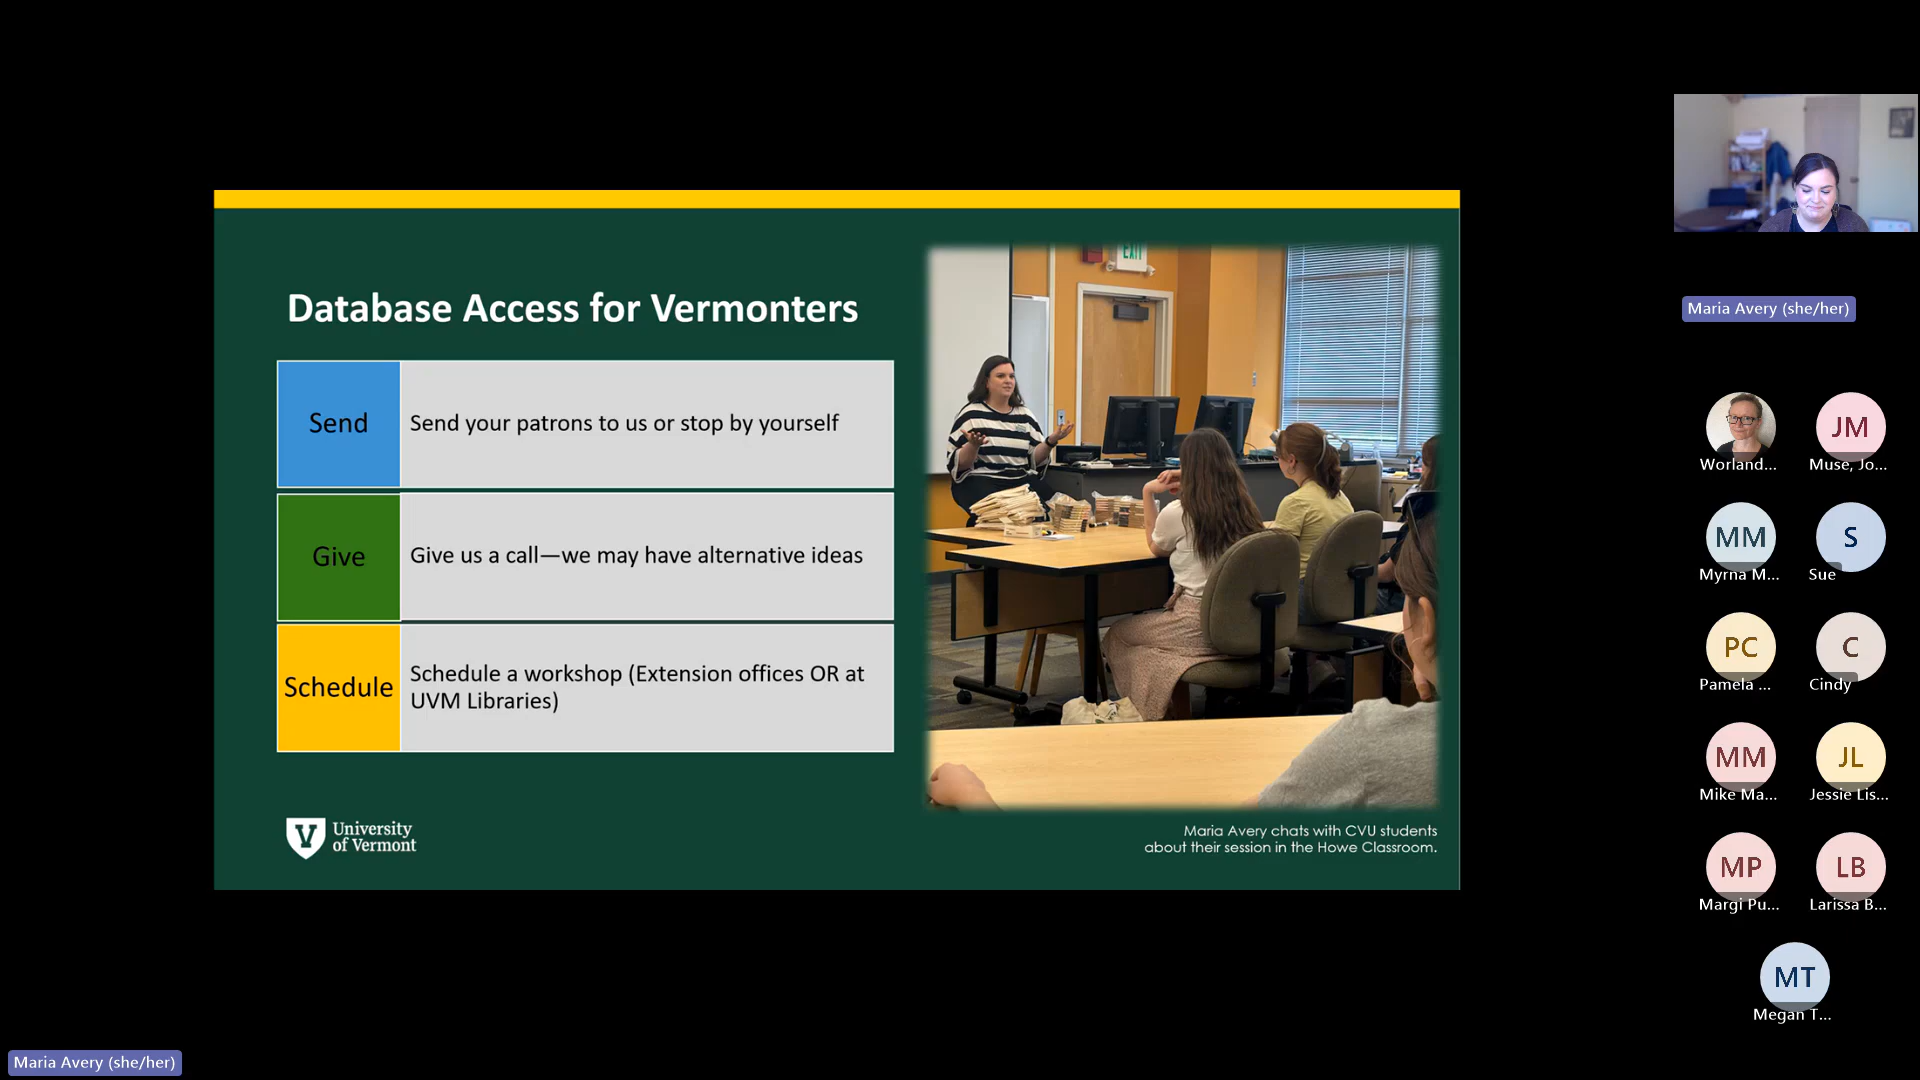 Database Access for Vermonters
Send
Send your patrons to us or stop by yourself
Give
Give us a call—we may have alternative ideas
Schedule
Schedule a workshop (Extension offices OR at
UVM Libraries)
V
University
of Vermont
EXIT
Maria Avery chats with CVU students
about their session in the Howe Classroom.
Maria Avery (she/her)
Worland...
JM
Muse, Jo...
MM
Myrna M...
S
Sue
PC
Pamela ...
C
Cindy
MM
Mike Ma...
JL
Jessie Lis...
MP
Margi Pu...
LB
Larissa B...
MT
Megan T...
Maria Avery (she/her)